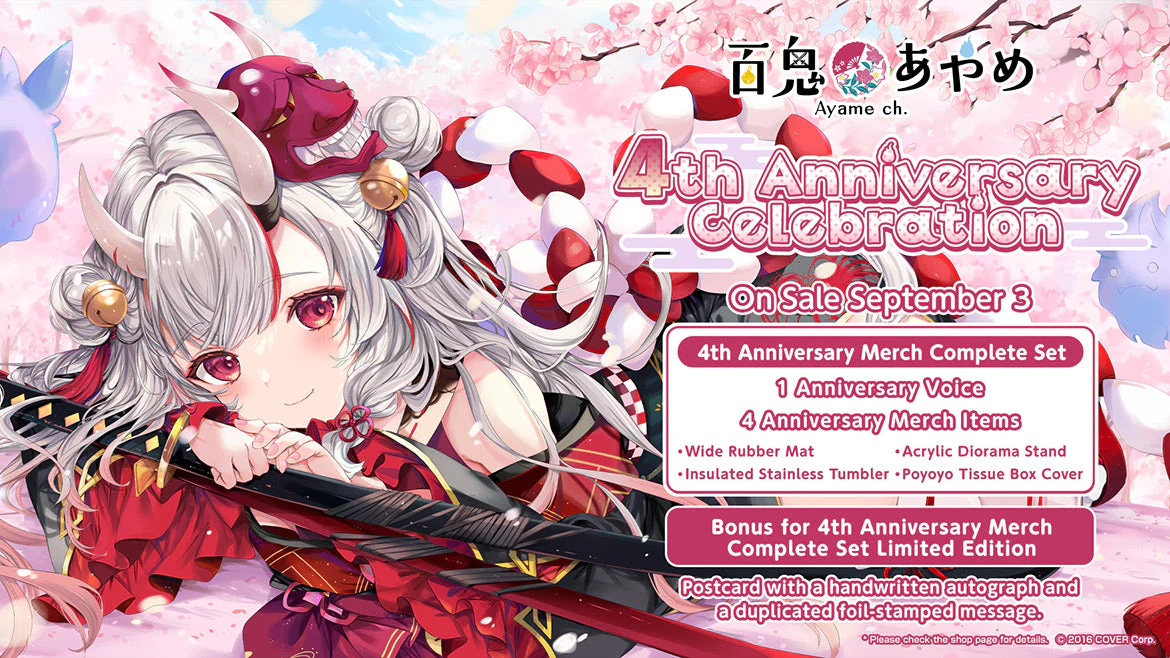 百鬼あやめ
Ayame ch.
4th Anniversary
Celebration
On Sale September 3
4th Anniversary Merch Complete Set
1 Anniversary Voice
4 Anniversary Merch Items
・Wide Rubber Mat ・Acrylic Diorama Stand
・Insulated Stainless Tumbler ・Poyoyo Tissue Box Cover
Bonus for 4th Anniversary Merch
Complete Set Limited Edition
Postcard with a handwritten autograph and
a duplicated foil-stamped message.
*Please check the shop page for details. © 2016 COVER Corp.